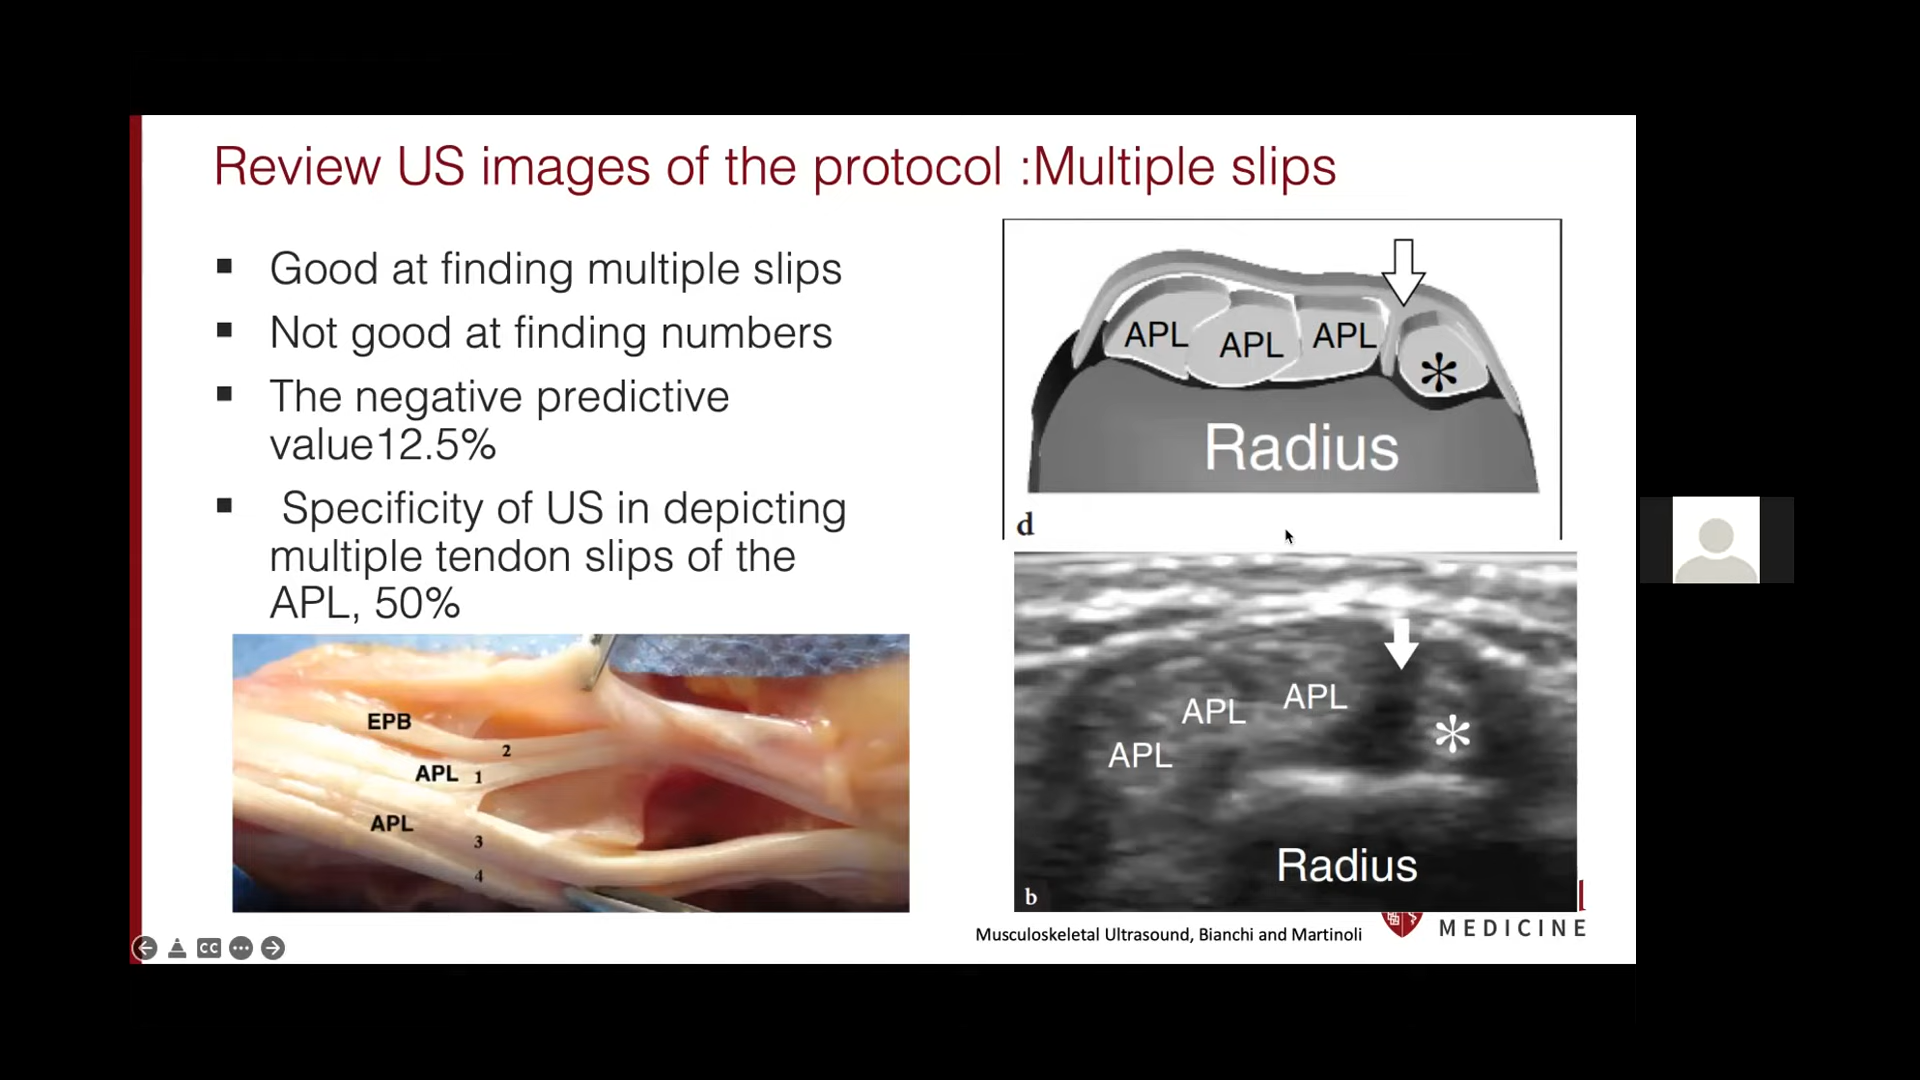 Review US images of the protocol :Multiple slips
Good at finding multiple slips
Not good at finding numbers
The negative predictive
value12.5%
Specificity of US in depicting
multiple tendon slips of the
APL, 50%
EPB
2
APL 1
APL
3
4
APL APL APL
*
Radius
d
APL
APL
APL
*
Radius
b
Musculoskeletal Ultrasound, Bianchi and Martinoli
MEDICINE
CC